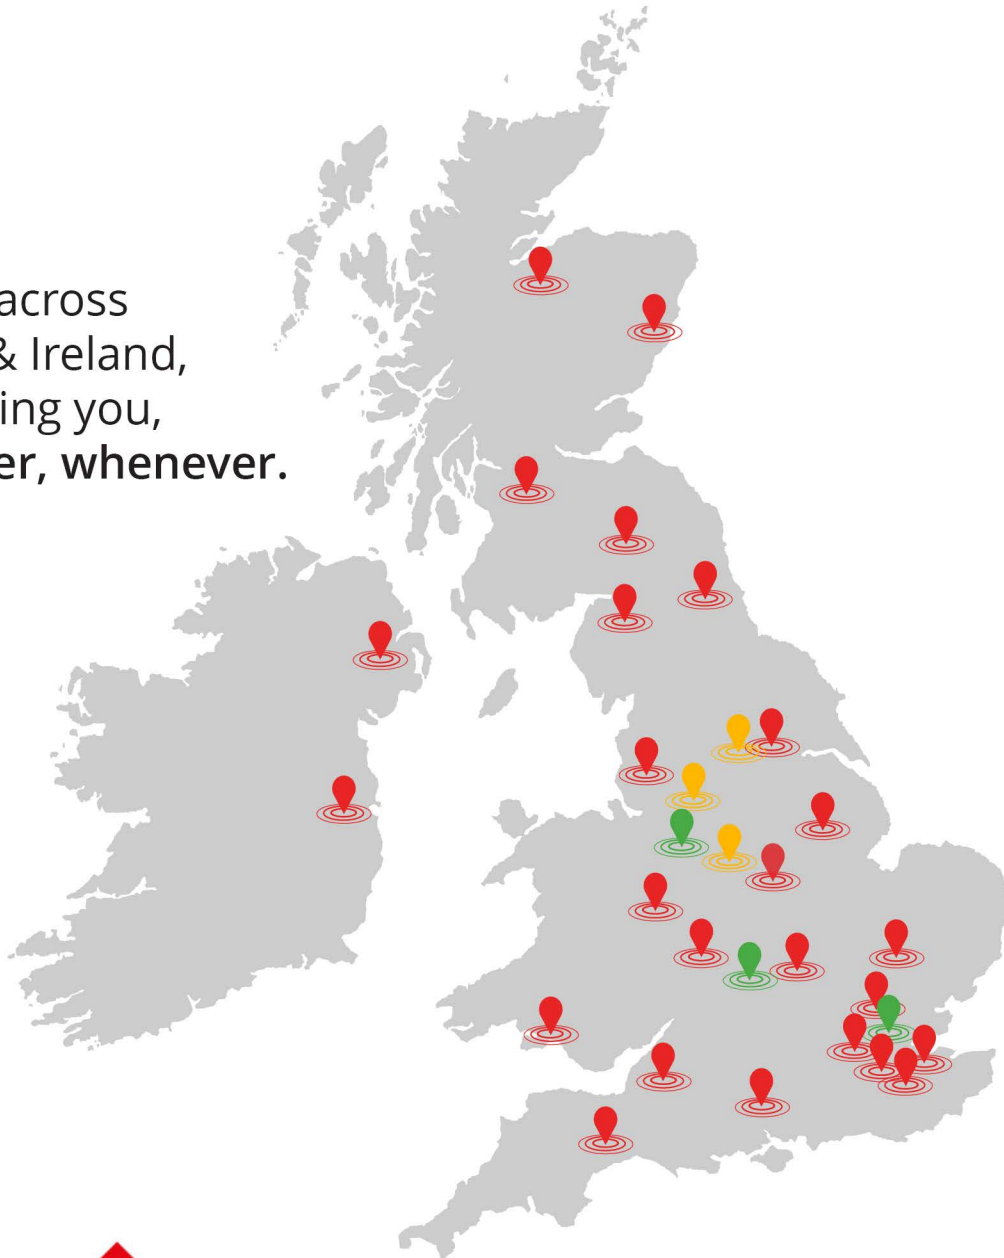 across
& Ireland,
ing you,
er, whenever.